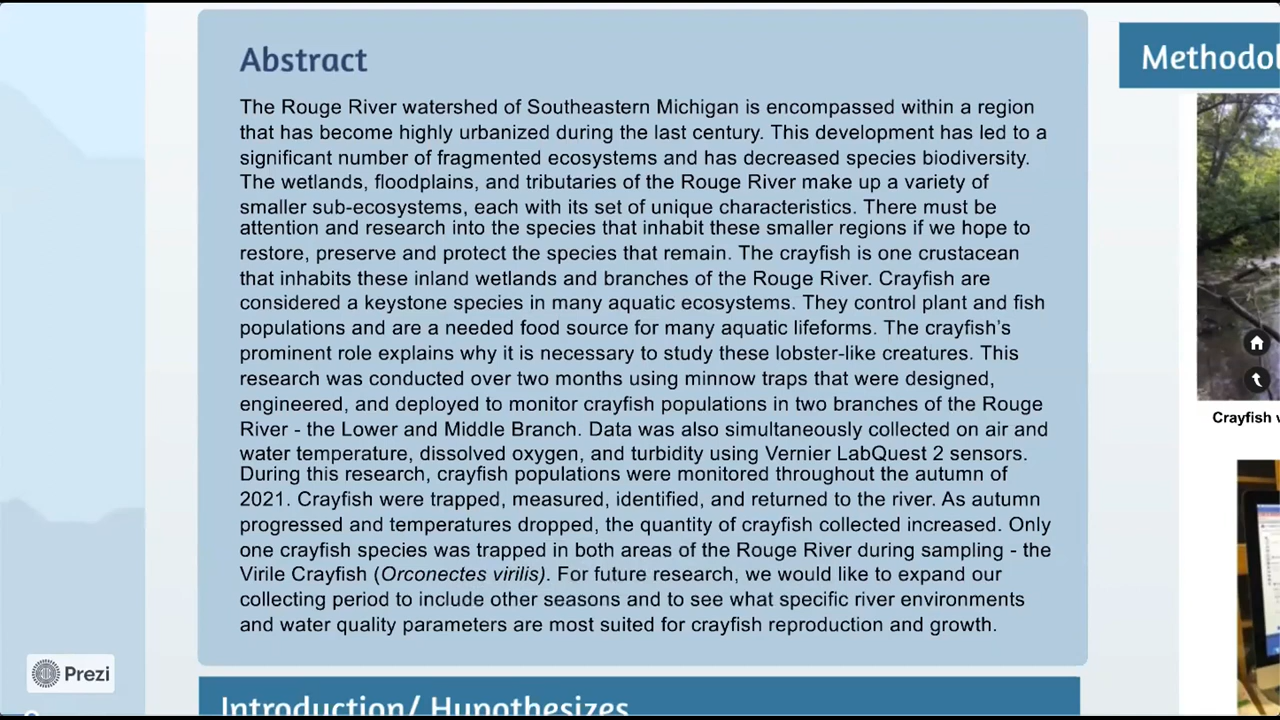 Abstract
The Rouge River watershed of Southeastern Michigan is encompassed within a region
that has become highly urbanized during the last century. This development has led to a
significant number of fragmented ecosystems and has decreased species biodiversity.
The wetlands, floodplains, and tributaries of the Rouge River make up a variety of
smaller sub-ecosystems, each with its set of unique characteristics. There must be
attention and research into the species that inhabit these smaller regions if we hope to
restore, preserve and protect the species that remain. The crayfish is one crustacean
that inhabits these inland wetlands and branches of the Rouge River. Crayfish are
considered a keystone species in many aquatic ecosystems. They control plant and fish
populations and are a needed food source for many aquatic lifeforms. The crayfish's
prominent role explains why it is necessary to study these lobster-like creatures. This
research was conducted over two months using minnow traps that were designed,
engineered, and deployed to monitor crayfish populations in two branches of the Rouge
River - the Lower and Middle Branch. Data was also simultaneously collected on air and
water temperature, dissolved oxygen, and turbidity using Vernier LabQuest 2 sensors.
During this research, crayfish populations were monitored throughout the autumn of
2021. Crayfish were trapped, measured, identified, and returned to the river. As autumn
progressed and temperatures dropped, the quantity of crayfish collected increased. Only
one crayfish species was trapped in both areas of the Rouge River during sampling - the
Virile Crayfish (Orconectes virilis). For future research, we would like to expand our
collecting period to include other seasons and to see what specific river environments
and water quality parameters are most suited for crayfish reproduction and growth.
Introduction/ Hypothesizes
Methodol
Crayfish
Prezi